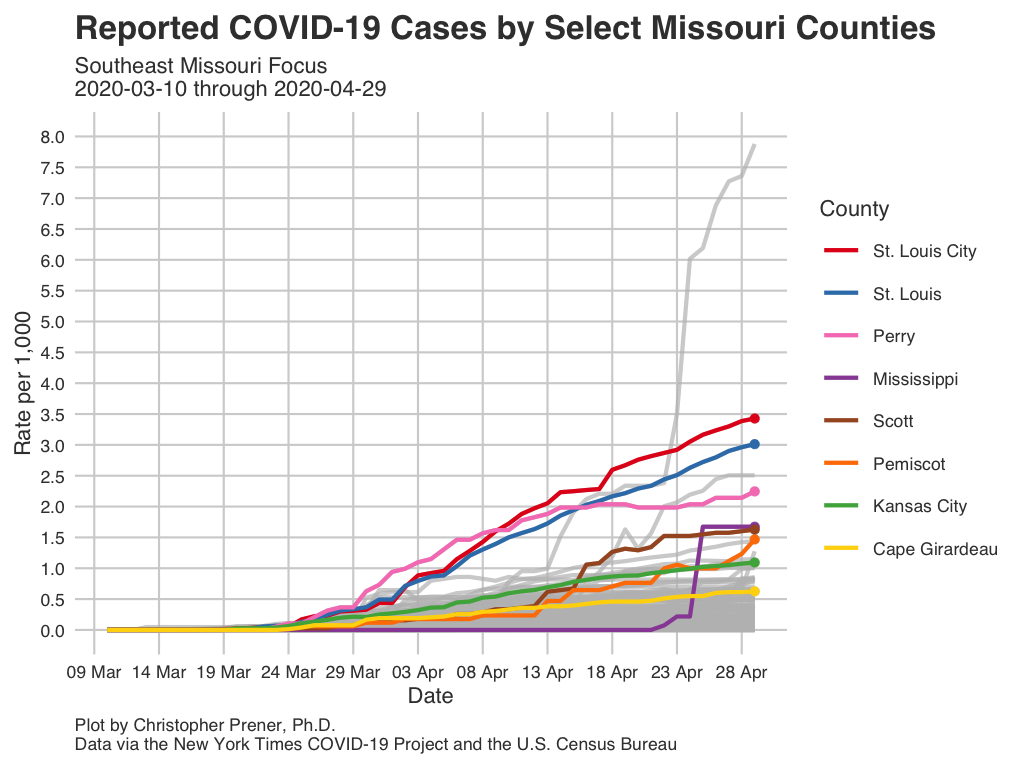 Reported COVID-19 Cases by Select Missouri Counties
Southeast Missouri Focus
2020-03-10 through 2020-04-29
Rate per 1,000
8.0
7.5
7.0
6.5
6.0
5.5
5.0
4.5
4.0
3.5
3.0
2.5
2.0
1.5
1.0
0.5
0.0
09 Mar 14 Mar 19 Mar 24 Mar 29 Mar 03 Apr 08 Apr 13 Apr 18 Apr 23 Apr 28 Apr
Date
County
St. Louis City
St. Louis
Perry
Mississippi
Scott
Pemiscot
Kansas City
Cape Girardeau
Plot by Christopher Prener, Ph.D.
Data via the New York Times COVID-19 Project and the U.S. Census Bureau